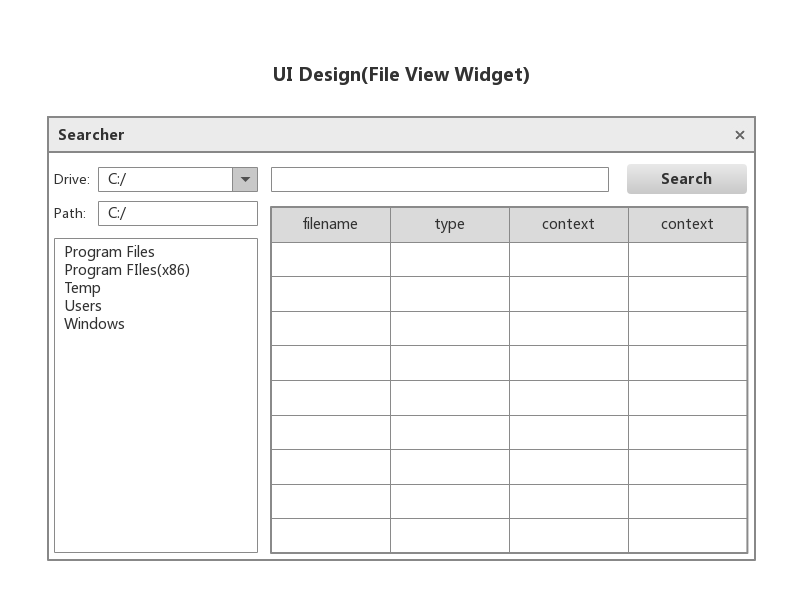 UI Design(File View Widget)
Searcher
×
Drive: C:/
Search
Path: C:/
filename type context context
Program Files
Program FIles(x86)
Temp
Users
Windows